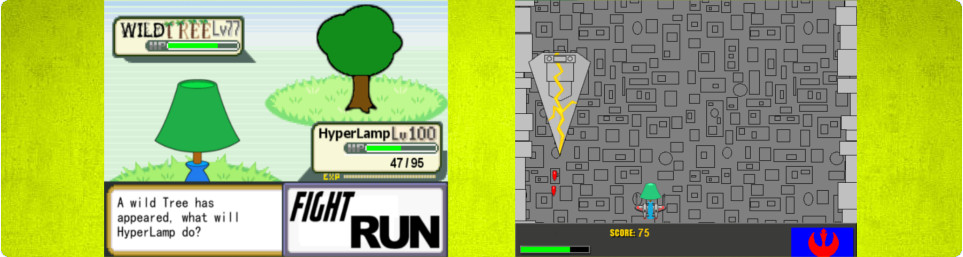 WILD TREE Lv77
HP
HyperLamp Lv100
HP
47/95
EXP
A wild Tree has
appeared, what will
HyperLamp do?
FIGHT
RUN
SCORE: 75